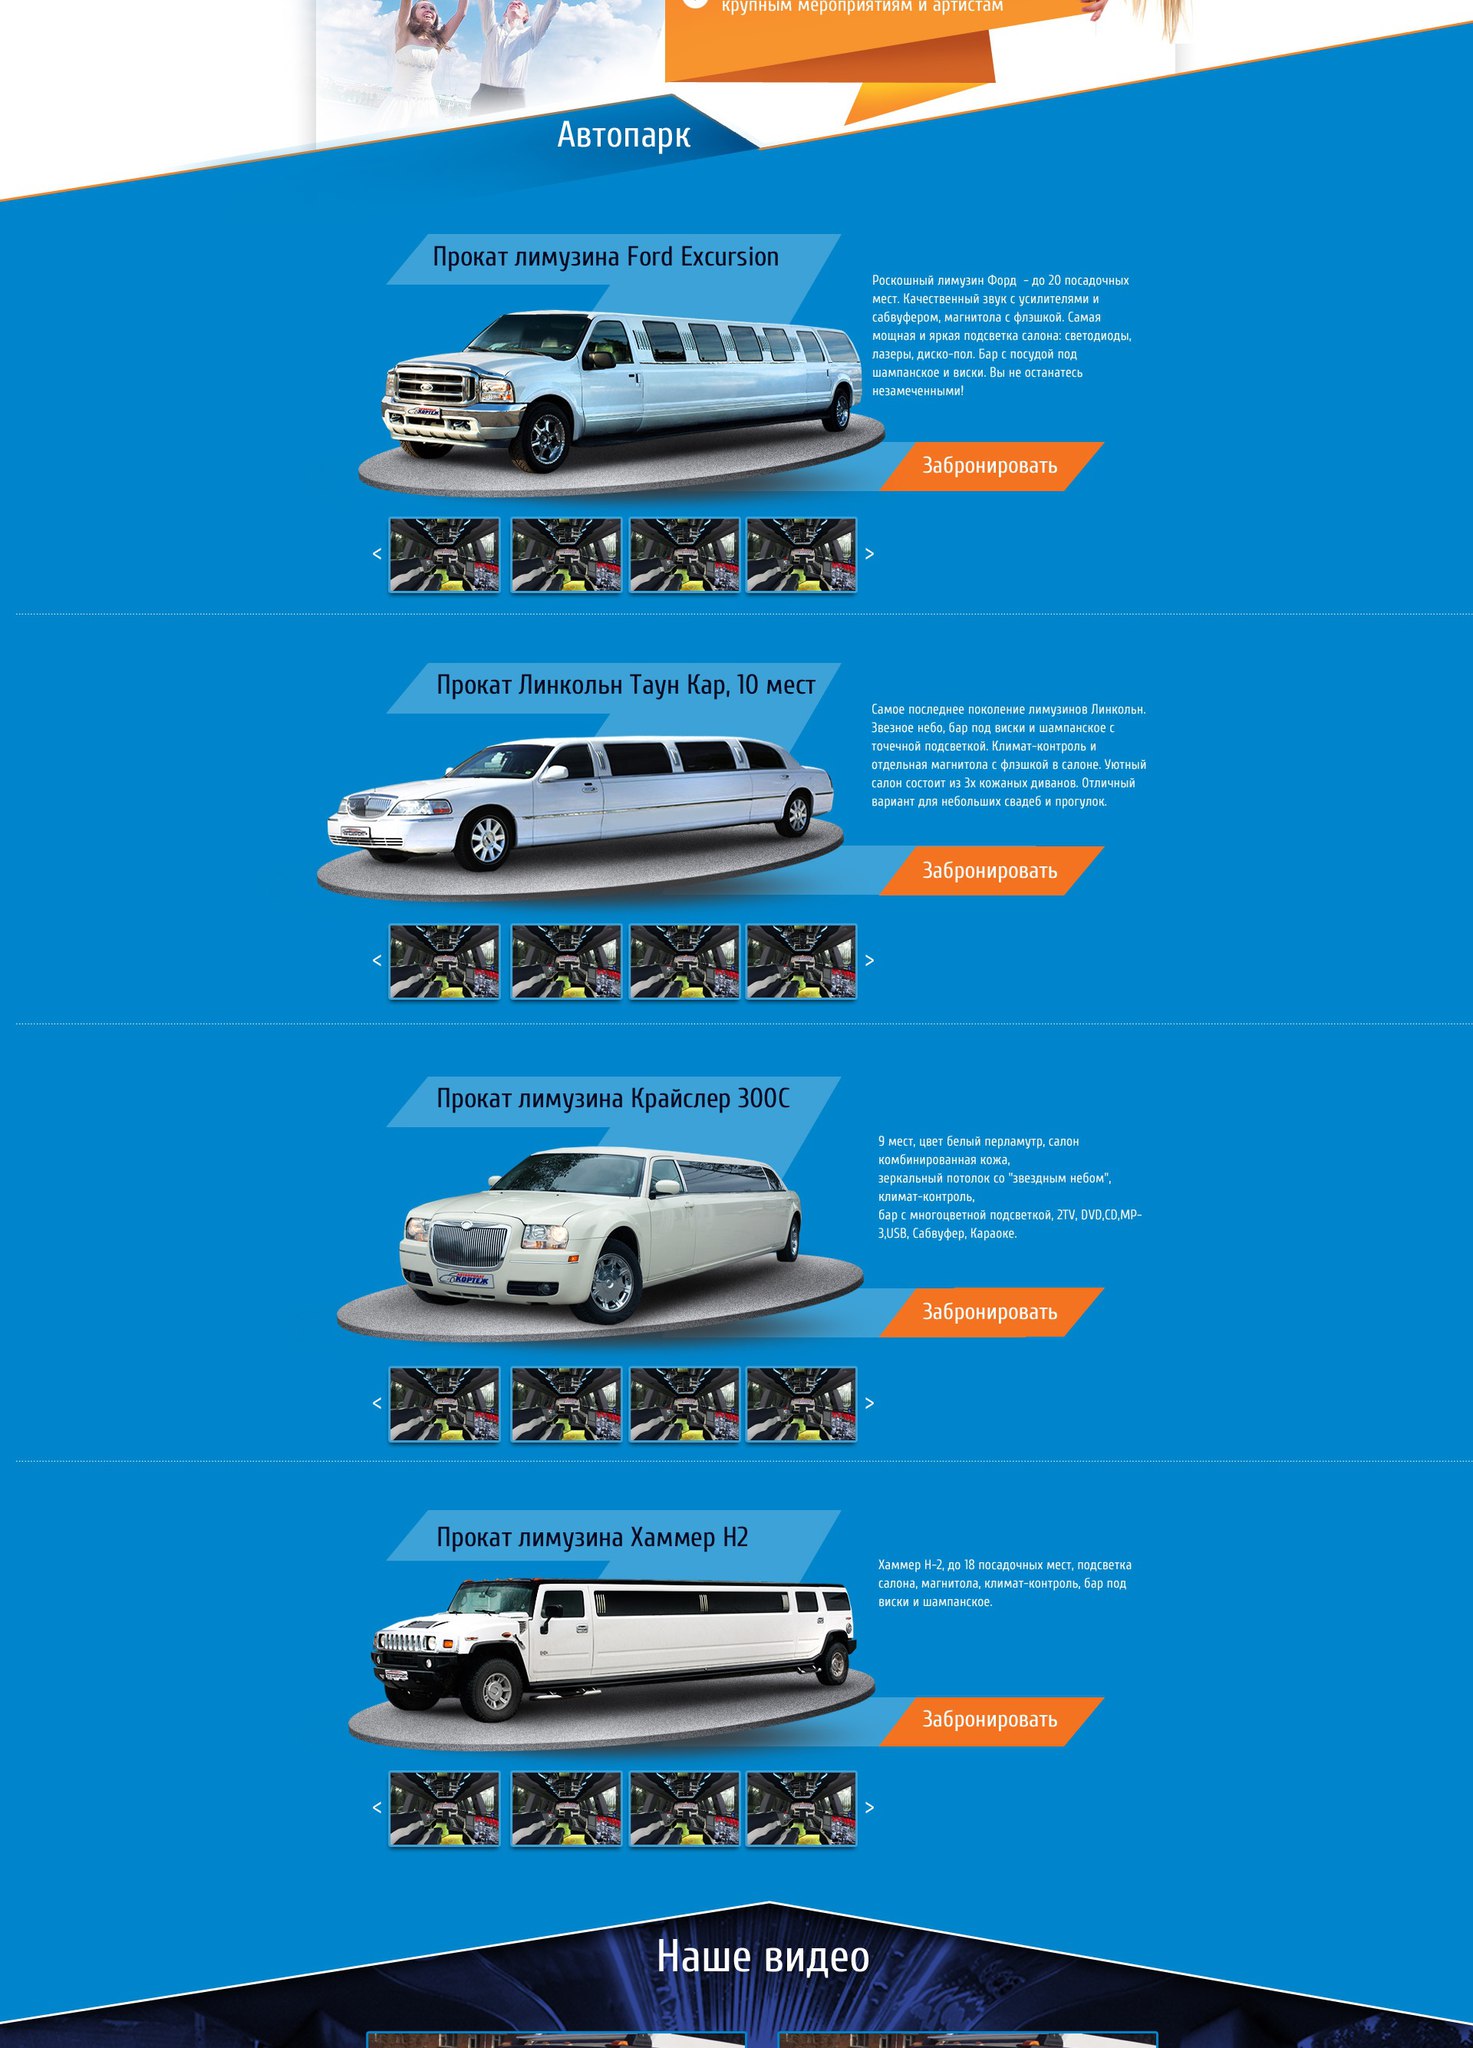 крупным мероприятиям и артистам
Автопарк
Прокат лимузина Ford Excursion
Роскошный лимузин Форд - до 20 посадочных
мест. Качественный звук с усилителями и
сабвуфером, магнитола с флэшкой. Самая
мощная и яркая подсветка салона: светодиоды,
лазеры, диско-пол. Бар с посудой под
шампанское и виски. Вы не останатесь
незамеченными!
КОРТЕЖ
Забронировать
< >
Прокат Линкольн Таун Кар, 10 мест
Самое последнее поколение лимузинов Линкольн.
Звезное небо, бар под виски и шампанское с
точечной подсветкой. Климат-контроль и
отдельная магнитола с флэшкой в салоне. Уютный
салон состоит из 3х кожаных диванов. Отличный
вариант для небольших свадеб и прогулок.
Забронировать
< >
Прокат лимузина Крайслер 300С
9 мест, цвет белый перламутр, салон
комбинированная кожа,
зеркальный потолок со "звездным небом",
климат-контроль,
бар с многоцветной подсветкой, 2TV, DVD,CD,MP-
3,USB, Сабвуфер, Караоке.
КОРТЕЖ
Забронировать
< >
Прокат лимузина Хаммер H2
Хаммер H-2, до 18 посадочных мест, подсветка
салона, магнитола, климат-контроль, бар под
виски и шампанское.
Забронировать
< >
Наше видео